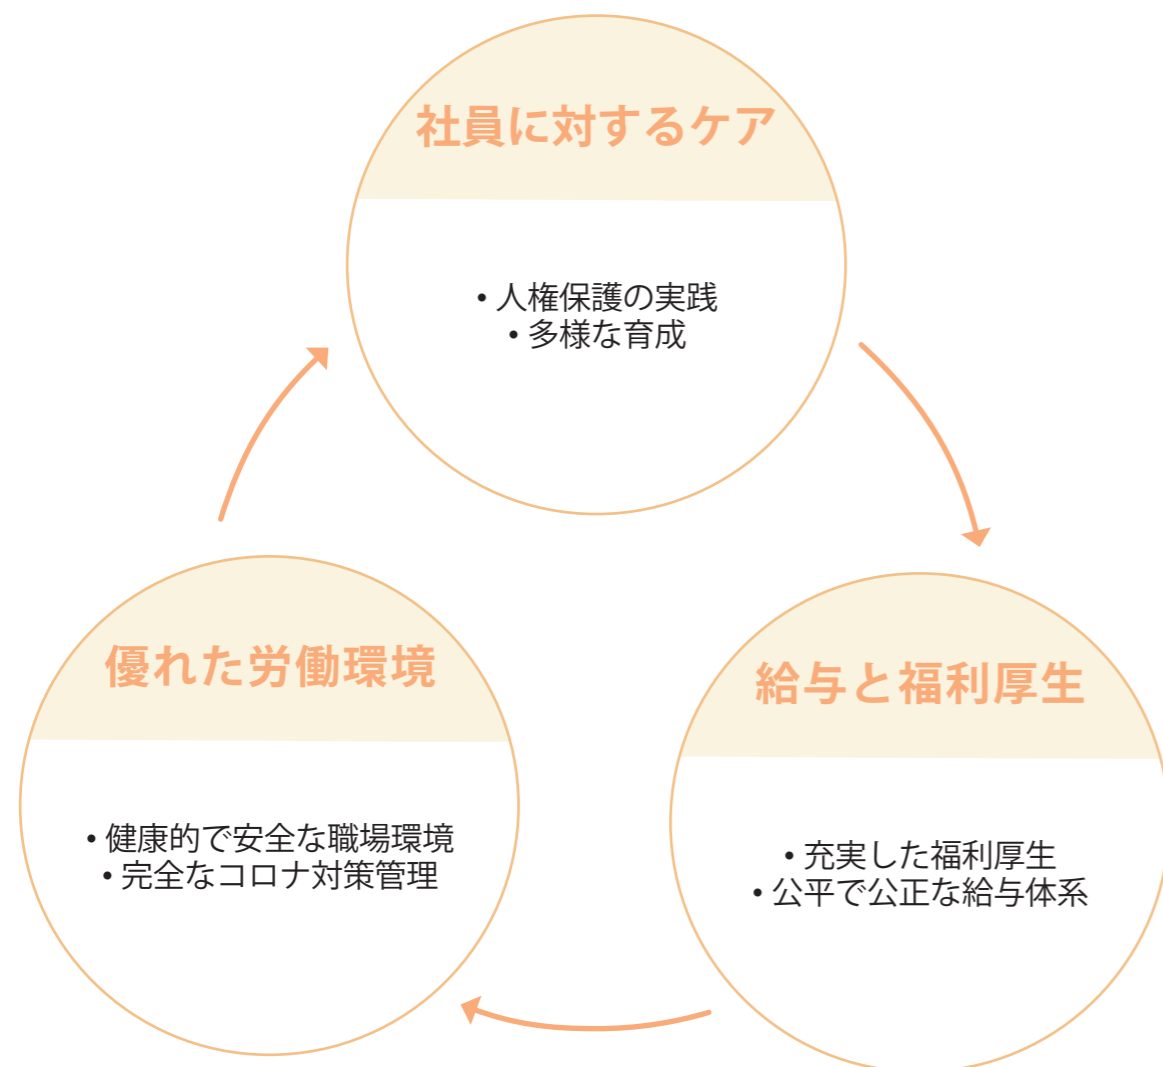 社員に対するケア
• 人権保護の実践
• 多様な育成
優れた労働環境
• 健康的で安全な職場環境
• 完全なコロナ対策管理
給与と福利厚生
• 充実した福利厚生
• 公平で公正な給与体系